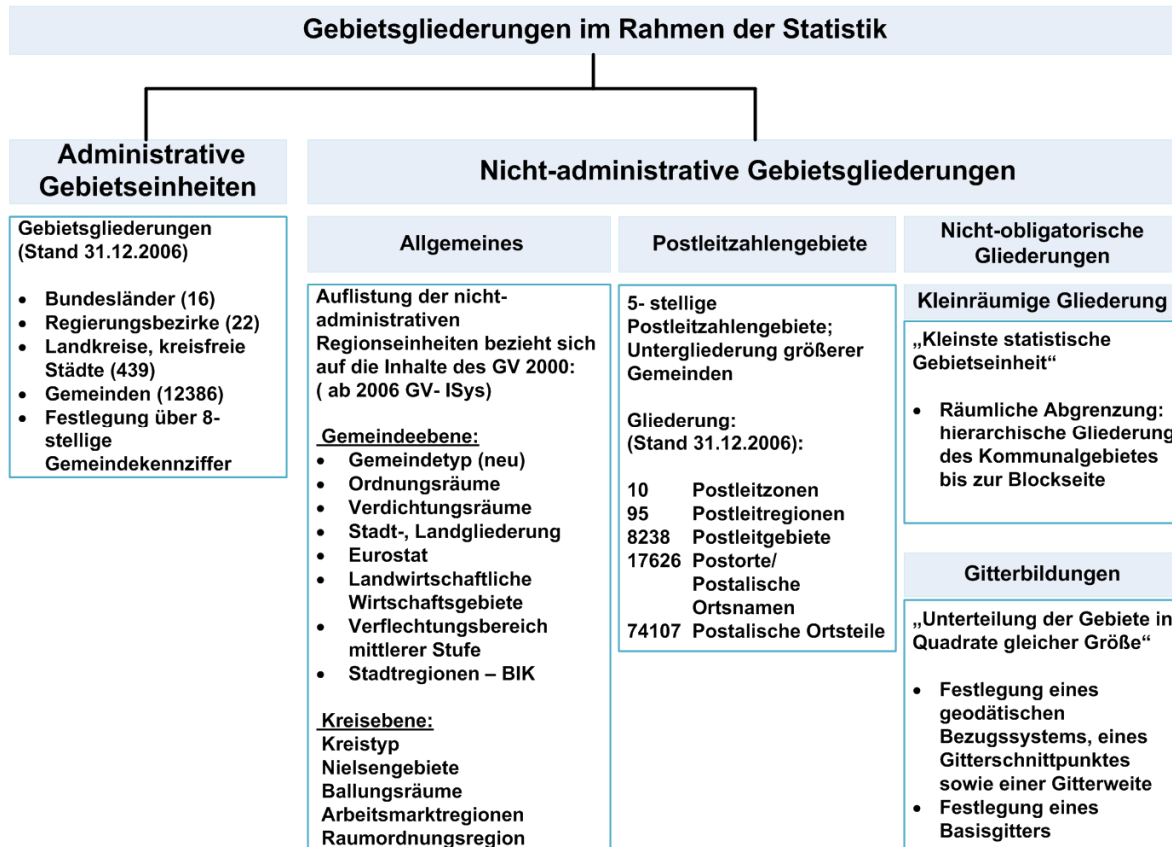 Gebietsgliederungen im Rahmen der Statistik
Administrative
Gebietseinheiten
Gebietsgliederungen
(Stand 31.12.2006)
• Bundesländer (16)
• Regierungsbezirke (22)
• Landkreise, kreisfreie
Städte (439)
• Gemeinden (12386)
• Festlegung über 8-
stellige
Gemeindekennziffer
Nicht-administrative Gebietsgliederungen
Allgemeines
Auflistung der nicht-
administrativen
Regionseinheiten bezieht sich
auf die Inhalte des GV 2000:
( ab 2006 GV- ISys)
Gemeindeebene:
• Gemeindetyp (neu)
• Ordnungsräume
• Verdichtungsräume
• Stadt-, Landgliederung
• Eurostat
• Landwirtschaftliche
Wirtschaftsgebiete
• Verflechtungsbereich
mittlerer Stufe
• Stadtregionen – BIK
Kreisebene:
Kreistyp
Nielsengebiete
Ballungsräume
Arbeitsmarktregionen
Raumordnungsregion
Postleitzahlengebiete
5- stellige
Postleitzahlengebiete;
Untergliederung größerer
Gemeinden
Gliederung:
(Stand 31.12.2006):
10 Postleitzonen
95 Postleitregionen
8238 Postleitgebiete
17626 Postorte/
Postalische
Ortsnamen
74107 Postalische Ortsteile
Nicht-obligatorische
Gliederungen
Kleinräumige Gliederung
„Kleinste statistische
Gebietseinheit“
• Räumliche Abgrenzung:
hierarchische Gliederung
des Kommunalgebietes
bis zur Blockseite
Gitterbildungen
„Unterteilung der Gebiete in
Quadrate gleicher Größe“
• Festlegung eines
geodätischen
Bezugssystems, eines
Gitterschnittpunktes
sowie einer Gitterweite
• Festlegung eines
Basisgitters